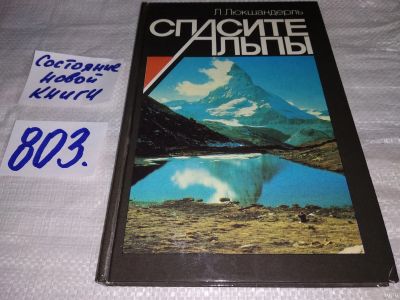 Л. Люкшандерль
СПАСИТЕ
АЛЬПЫ
Состояние
новой
книги
803.